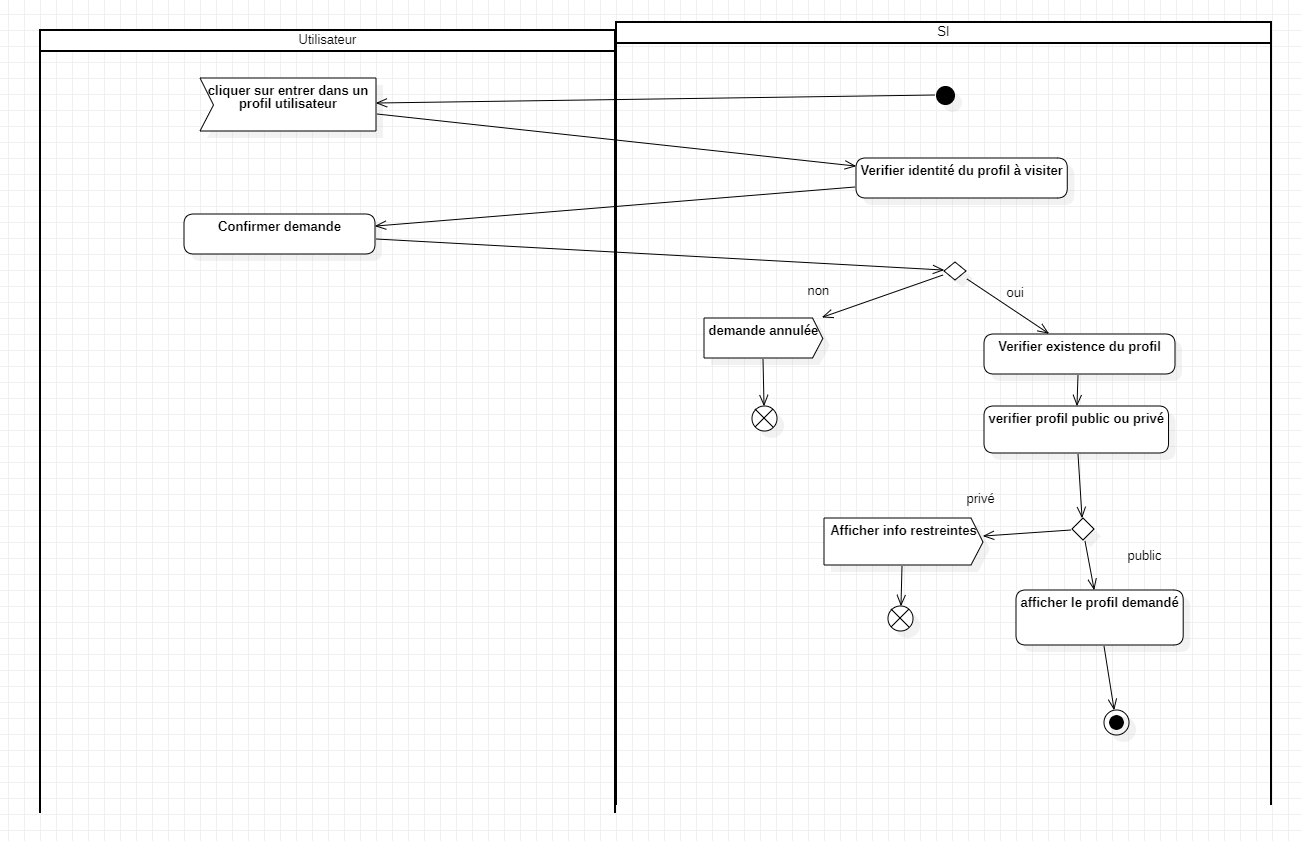 Utilisateur
SI
cliquer sur entrer dans un
profil utilisateur
Verifier identité du profil à visiter
Confirmer demande
non
oui
demande annulée
Verifier existence du profil
verifier profil public ou privé
privé
Afficher info restreintes
public
afficher le profil demandé